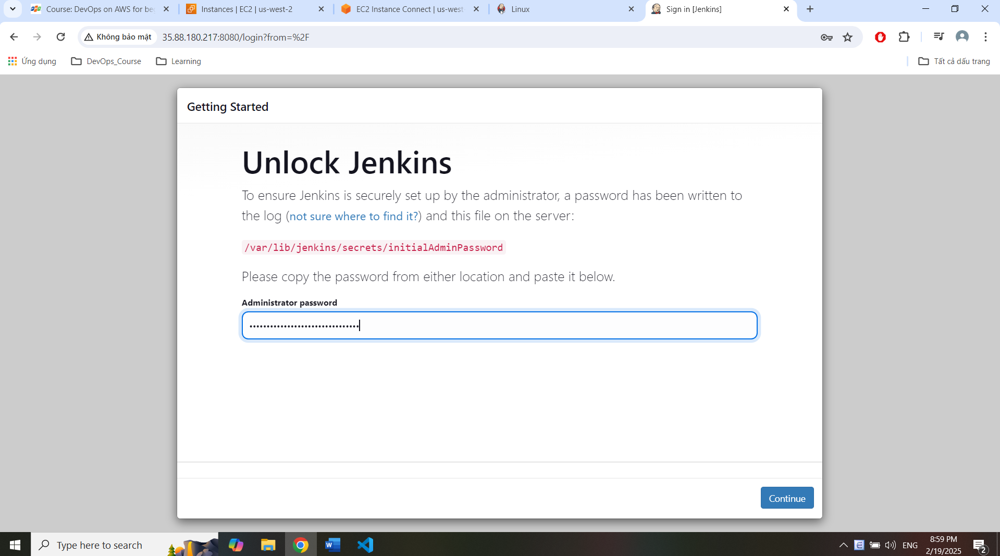 Course: DevOps on AWS for be
Instances | EC2 | us-west-2
EC2 Instance Connect | us-west-
Linux
Sign in [Jenkins]
Không bảo mật
35.88.180.217:8080/login?from=%2F
Ứng dụng
DevOps_Course
Learning
Tất cả dấu trang
Getting Started
Unlock Jenkins
To ensure Jenkins is securely set up by the administrator, a password has been written to
the log (not sure where to find it?) and this file on the server:
/var/lib/jenkins/secrets/initialAdminPassword
Please copy the password from either location and paste it below.
Administrator password
Continue
Type here to search
ENG
8:59 PM
2/19/2025
2